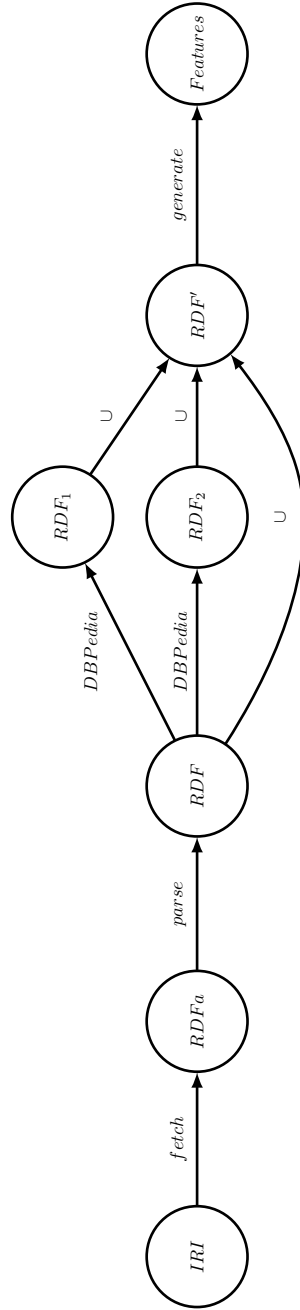 IRI
fetch
RDFa
parse
RDF
DBPedia
DBPedia
∪
RDF₁
RDF₂
∪
∪
RDF′
generate
Features